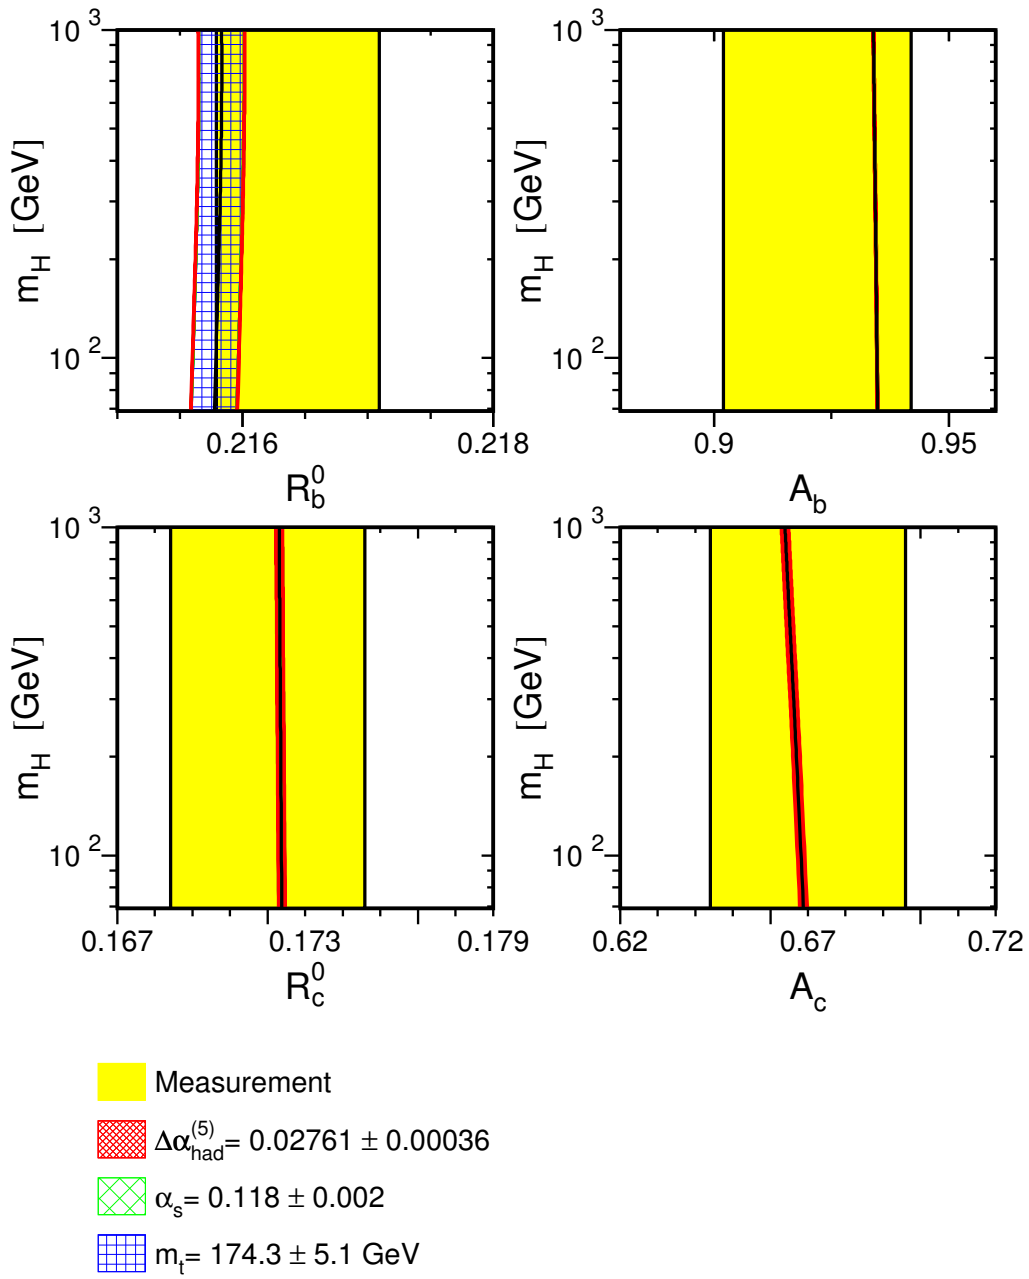 10 3
10 3
m_H [GeV]
m_H [GeV]
10 2
10 2
0.216 0.218
0.9 0.95
R_b^0
A_b
10 3
10 3
m_H [GeV]
m_H [GeV]
10 2
10 2
0.167 0.173 0.179
0.62 0.67 0.72
R_c^0
A_c
Measurement
Δα_had^(5)= 0.02761 ± 0.00036
α_s= 0.118 ± 0.002
m_t= 174.3 ± 5.1 GeV